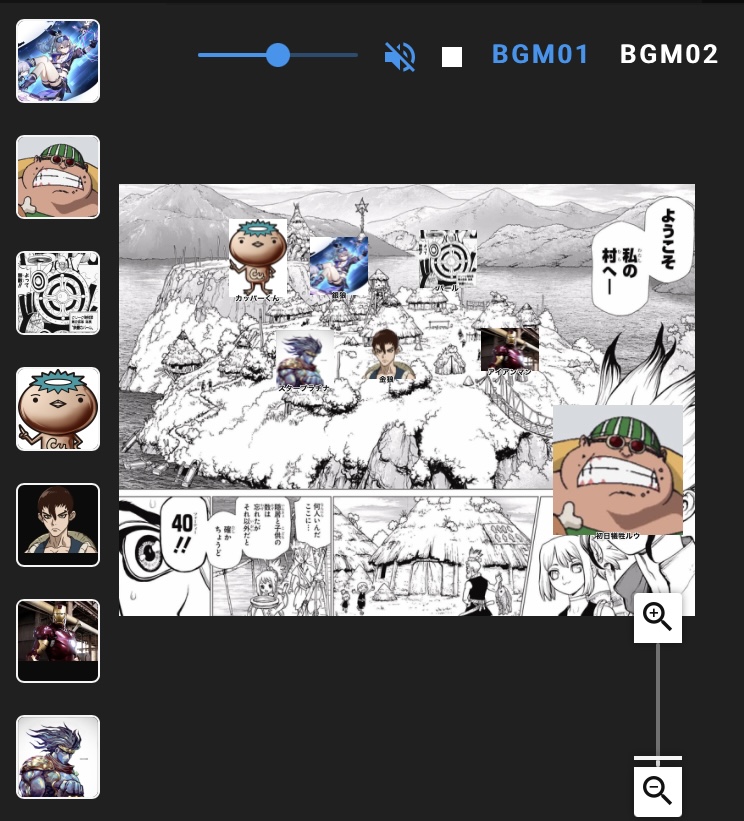 BGM01 BGM02
ようこそ
私の
村へー
カッパーくん
銀狼
パール
スタープラチナ
金狼
アイアンマン
初日犠牲ルウ
何人いんだ
ここに…
隠居と子供の
数は
忘れたが
それ以外だと
確か
ちょうど
40
!!